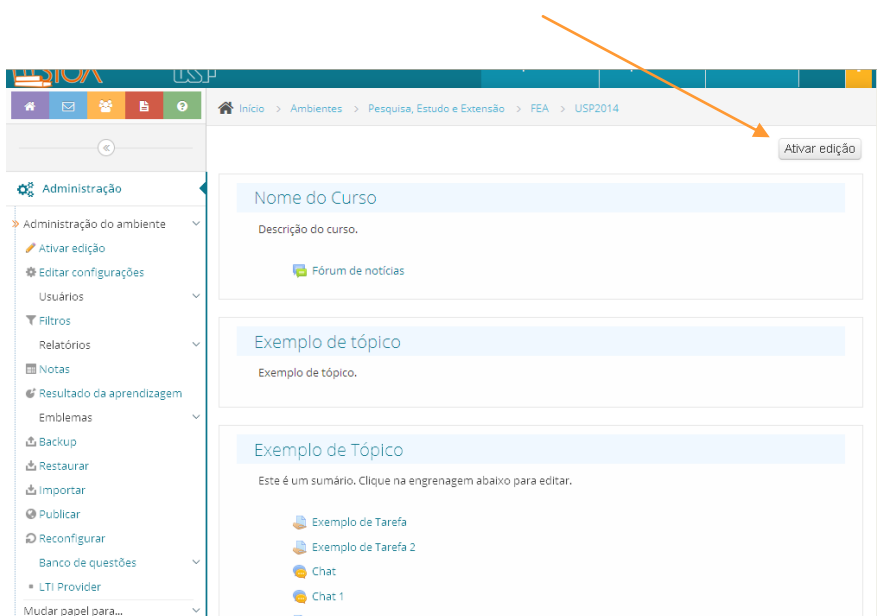 USP
Início > Ambientes > Pesquisa, Estudo e Extensão > FEA > USP2014
Ativar edição
Administração
Administração do ambiente
Ativar edição
Editar configurações
Usuários
Filtros
Relatórios
Notas
Resultado da aprendizagem
Emblemas
Backup
Restaurar
Importar
Publicar
Reconfigurar
Banco de questões
LTI Provider
Mudar papel para...
Nome do Curso
Descrição do curso.
Fórum de notícias
Exemplo de tópico
Exemplo de tópico.
Exemplo de Tópico
Este é um sumário. Clique na engrenagem abaixo para editar.
Exemplo de Tarefa
Exemplo de Tarefa 2
Chat
Chat 1